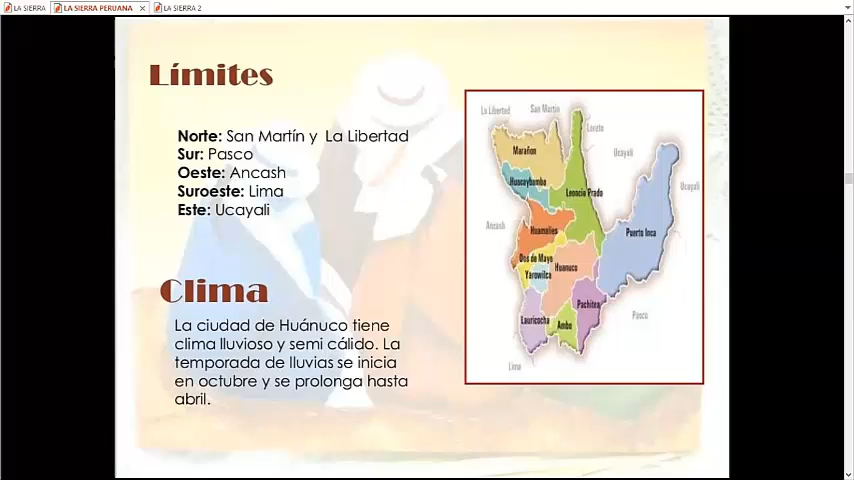 LA SIERRA
LA SIERRA PERUANA
LA SIERRA 2
Límites
Norte: San Martín y La Libertad
Sur: Pasco
Oeste: Ancash
Suroeste: Lima
Este: Ucayali
Clima
La ciudad de Huánuco tiene
clima lluvioso y semi cálido. La
temporada de lluvias se inicia
en octubre y se prolonga hasta
abril.
La Libertad
San Martín
Loreto
Ucayali
Marañon
Huacaybamba
Leoncio Prado
Ucayali
Ancash
Huamalíes
Puerto Inca
Dos de Mayo
Huanuco
Yarowilca
Pachitea
Lauricocha
Ambo
Pasco
Lima